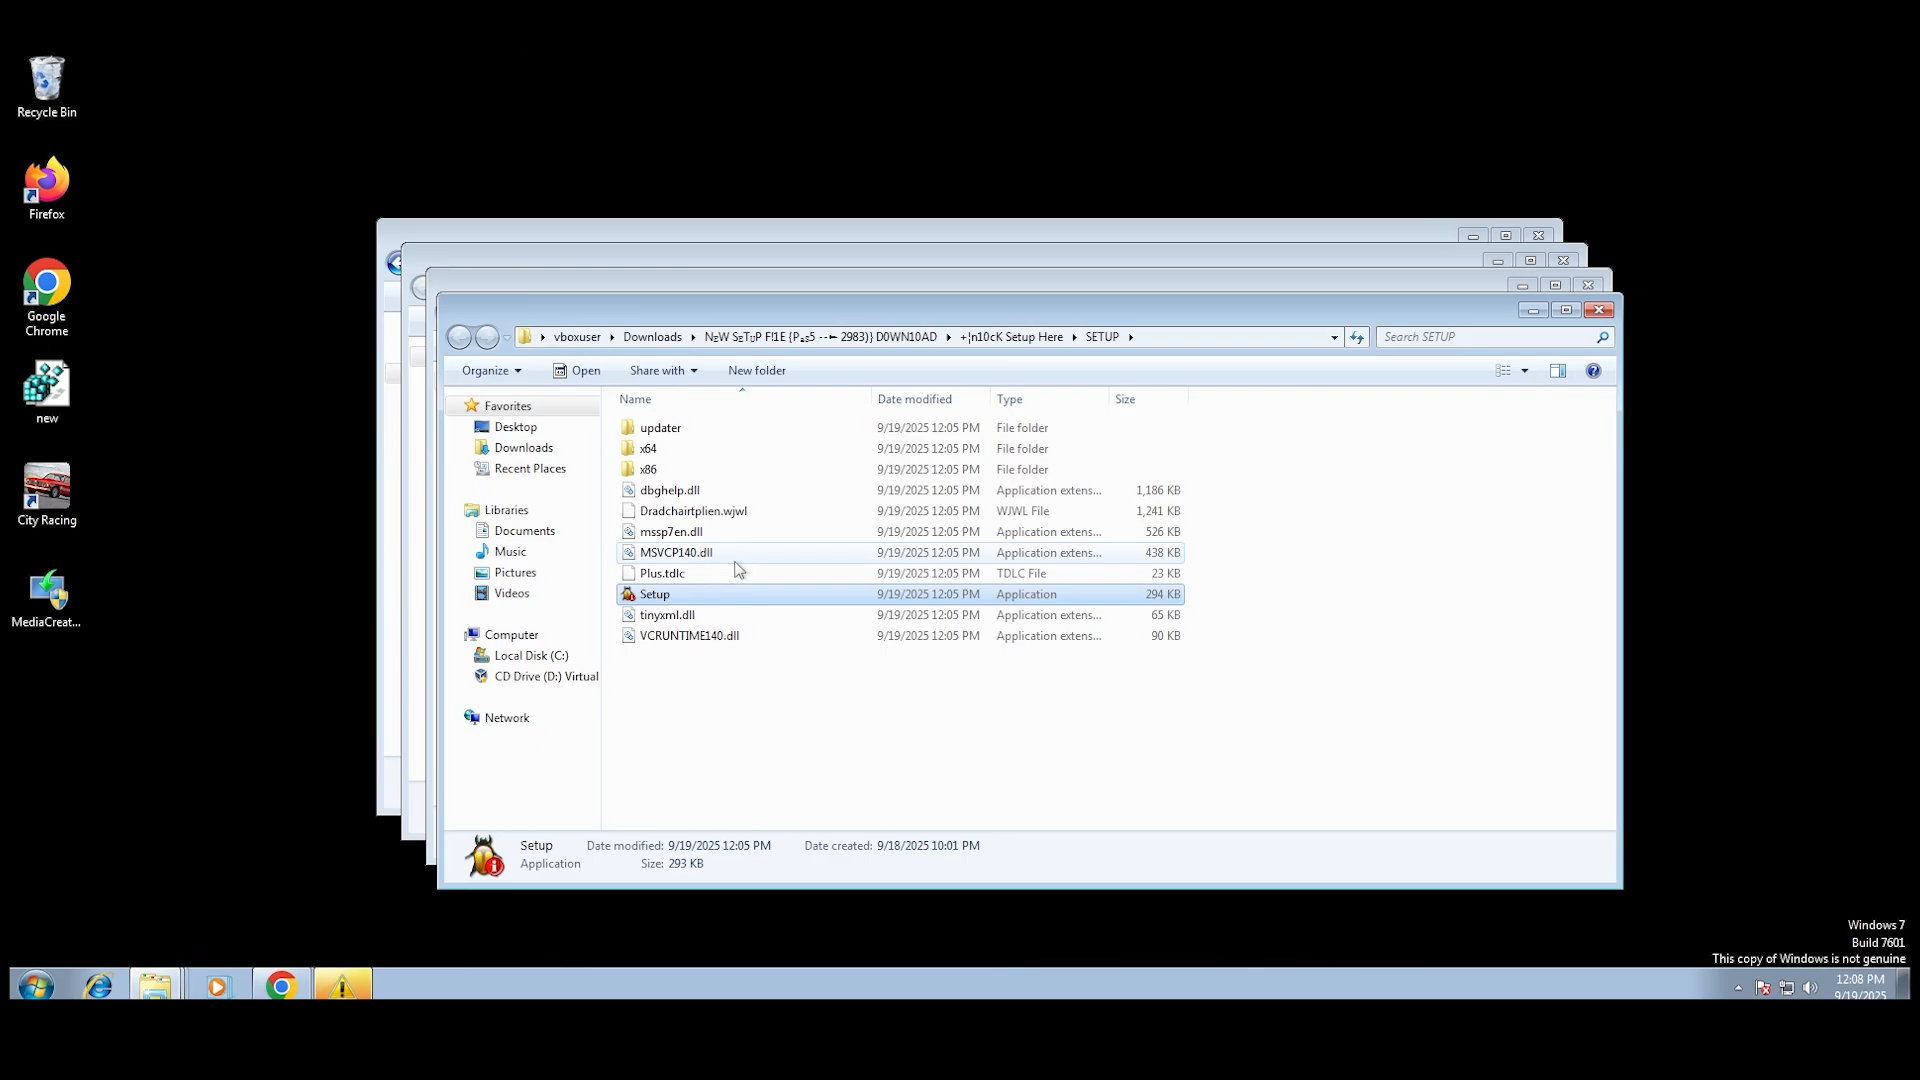 Recycle Bin
Firefox
Google
Chrome
new
City Racing
MediaCreat...
vboxuser
Downloads
+¦n10cK Setup Here
SETUP
Search SETUP
Organize
Open
Share with
New folder
Favorites
Desktop
Downloads
Recent Places
Libraries
Documents
Music
Pictures
Videos
Computer
Local Disk (C:)
CD Drive (D:) Virtual
Network
Name Date modified Type Size
updater 9/19/2025 12:05 PM File folder
x64 9/19/2025 12:05 PM File folder
x86 9/19/2025 12:05 PM File folder
dbghelp.dll 9/19/2025 12:05 PM Application extens... 1,186 KB
Dradchairtplien.wjwl 9/19/2025 12:05 PM WJWL File 1,241 KB
mssp7en.dll 9/19/2025 12:05 PM Application extens... 526 KB
MSVCP140.dll 9/19/2025 12:05 PM Application extens... 438 KB
Plus.tdlc 9/19/2025 12:05 PM TDLC File 23 KB
Setup 9/19/2025 12:05 PM Application 294 KB
tinyxml.dll 9/19/2025 12:05 PM Application extens... 65 KB
VCRUNTIME140.dll 9/19/2025 12:05 PM Application extens... 90 KB
Setup Date modified: 9/19/2025 12:05 PM Date created: 9/18/2025 10:01 PM
Application Size: 293 KB
Windows 7
Build 7601
This copy of Windows is not genuine
12:08 PM
9/19/2025